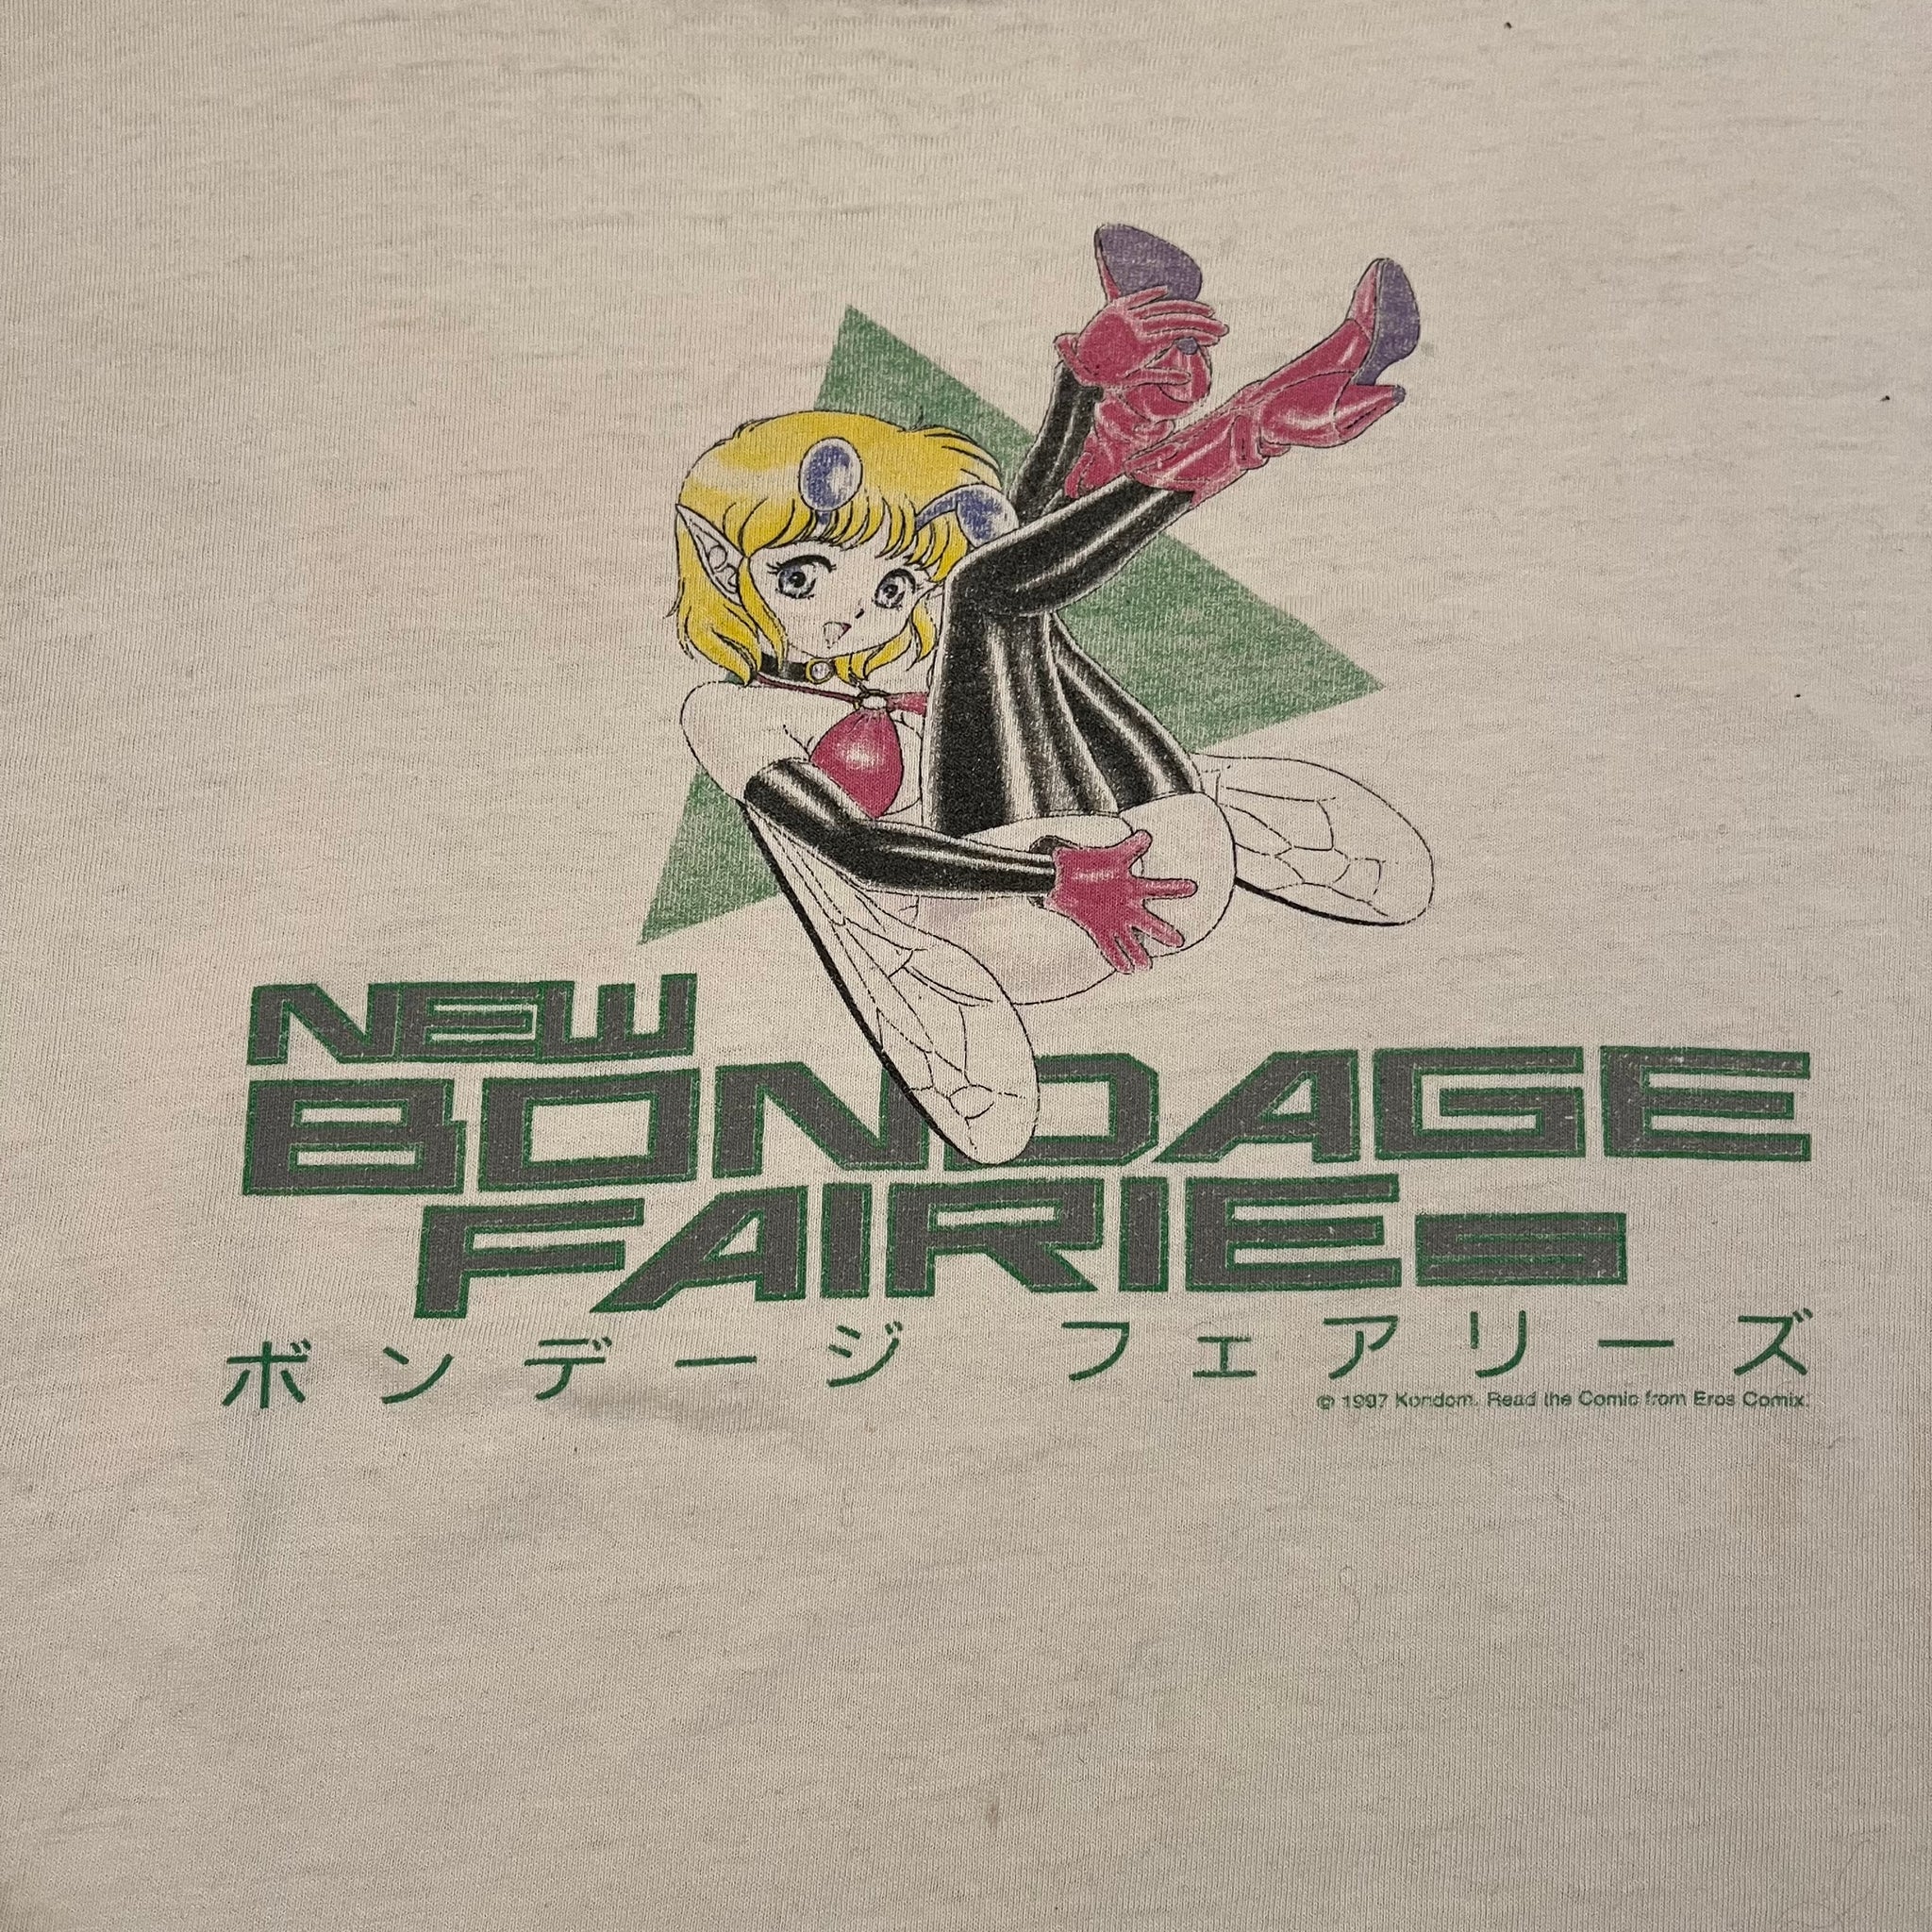 NEW
BONDAGE
FAIRIES
ボンデージ フェアリーズ
© 1997 Kondom. Read the Comic from Eros Comix.